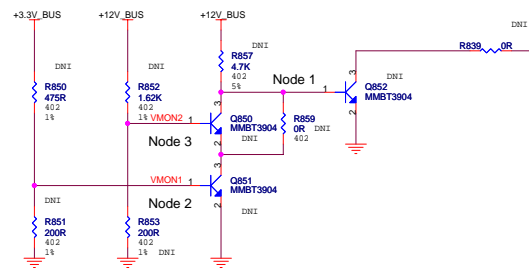 +3.3V_BUS
+12V_BUS
+12V_BUS
DNI
DNI
DNI
DNI
R850
475R
402
1%
R852
1.62K
402
1%
R857
4.7K
402
5%
Node 1
R839
0R
DNI
1
3
2
Q852
MMBT3904
VMON2
1
3
2
Q850
MMBT3904
DNI
R859
0R
402
DNI
Node 3
VMON1
1
3
2
Q851
MMBT3904
DNI
Node 2
DNI
R851
200R
402
1%
DNI
R853
200R
402
1%